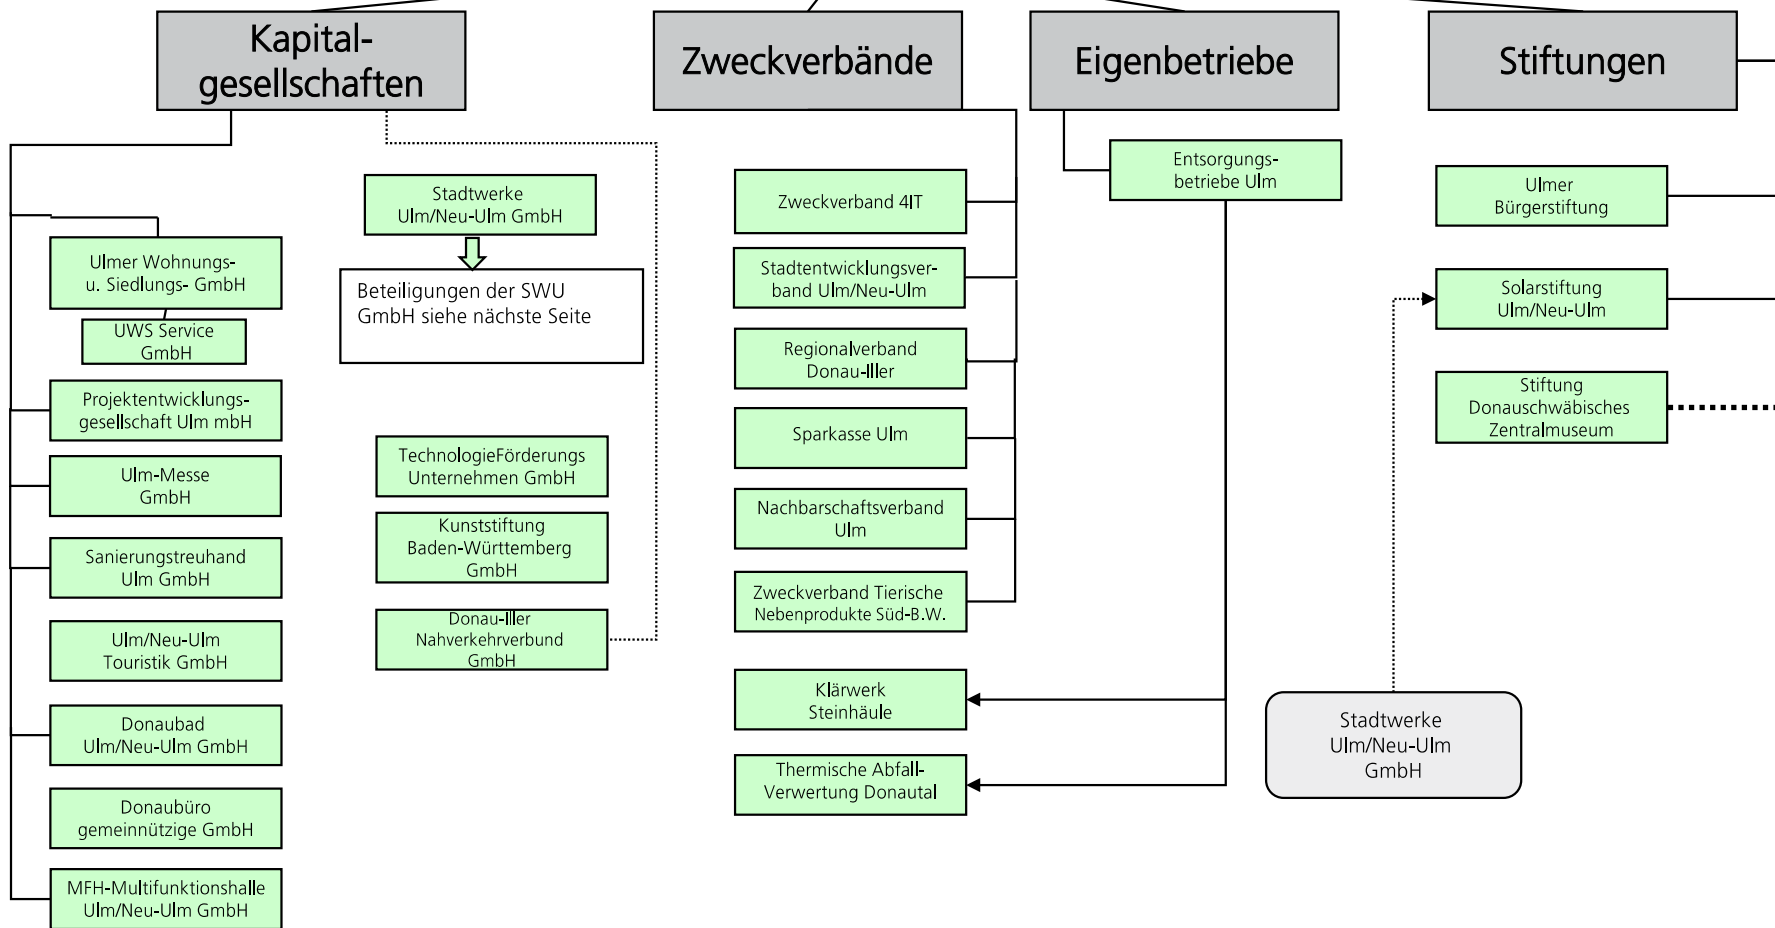 Kapital-
gesellschaften
Zweckverbände
Eigenbetriebe
Stiftungen
Ulmer Wohnungs-
u. Siedlungs- GmbH
UWS Service
GmbH
Projektentwicklungs-
gesellschaft Ulm mbH
Ulm-Messe
GmbH
Sanierungstreuhand
Ulm GmbH
Ulm/Neu-Ulm
Touristik GmbH
Donaubad
Ulm/Neu-Ulm GmbH
Donaubüro
gemeinnützige GmbH
MFH-Multifunktionshalle
Ulm/Neu-Ulm GmbH
Stadtwerke
Ulm/Neu-Ulm GmbH
Beteiligungen der SWU
GmbH siehe nächste Seite
TechnologieFörderungs
Unternehmen GmbH
Kunststiftung
Baden-Württemberg
GmbH
Donau-Iller
Nahverkehrverbund
GmbH
Zweckverband 4IT
Stadtentwicklungsver-
band Ulm/Neu-Ulm
Regionalverband
Donau-Iller
Sparkasse Ulm
Nachbarschaftsverband
Ulm
Zweckverband Tierische
Nebenprodukte Süd-B.W.
Klärwerk
Steinhäule
Thermische Abfall-
Verwertung Donautal
Entsorgungs-
betriebe Ulm
Ulmer
Bürgerstiftung
Solarstiftung
Ulm/Neu-Ulm
Stiftung
Donauschwäbisches
Zentralmuseum
Stadtwerke
Ulm/Neu-Ulm
GmbH